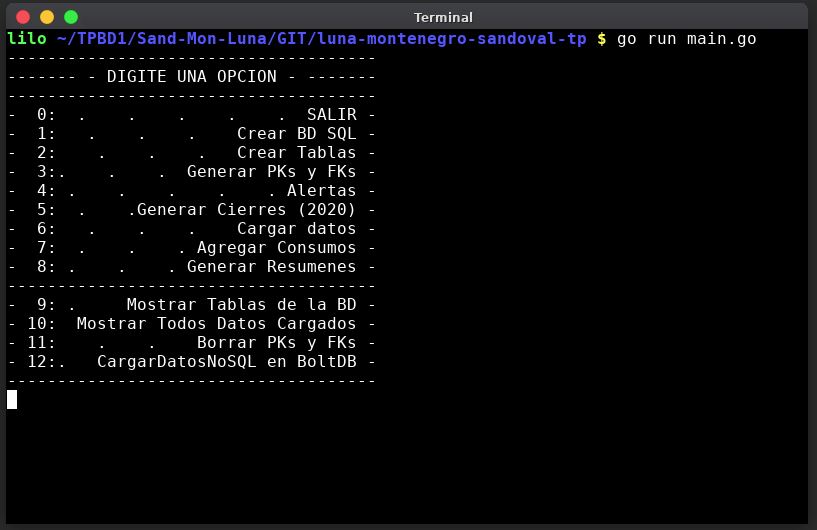 Terminal
lilo ~/TPBD1/Sand-Mon-Luna/GIT/luna-montenegro-sandoval-tp $ go run main.go
-------------------------------------
------- - DIGITE UNA OPCION - -------
-------------------------------------
-  0:  .    .    .    .    .  SALIR -
-  1:   .    .    .    Crear BD SQL -
-  2:    .    .    .   Crear Tablas -
-  3:.    .    .  Generar PKs y FKs -
-  4: .    .    .    .    . Alertas -
-  5:  .    .Generar Cierres (2020) -
-  6:   .    .    .    Cargar datos -
-  7:  .    .    . Agregar Consumos -
-  8: .    .    . Generar Resumenes -
-------------------------------------
-  9: .     Mostrar Tablas de la BD -
- 10:  Mostrar Todos Datos Cargados -
- 11:    .    .    Borrar PKs y FKs -
- 12:.   CargarDatosNoSQL en BoltDB -
-------------------------------------